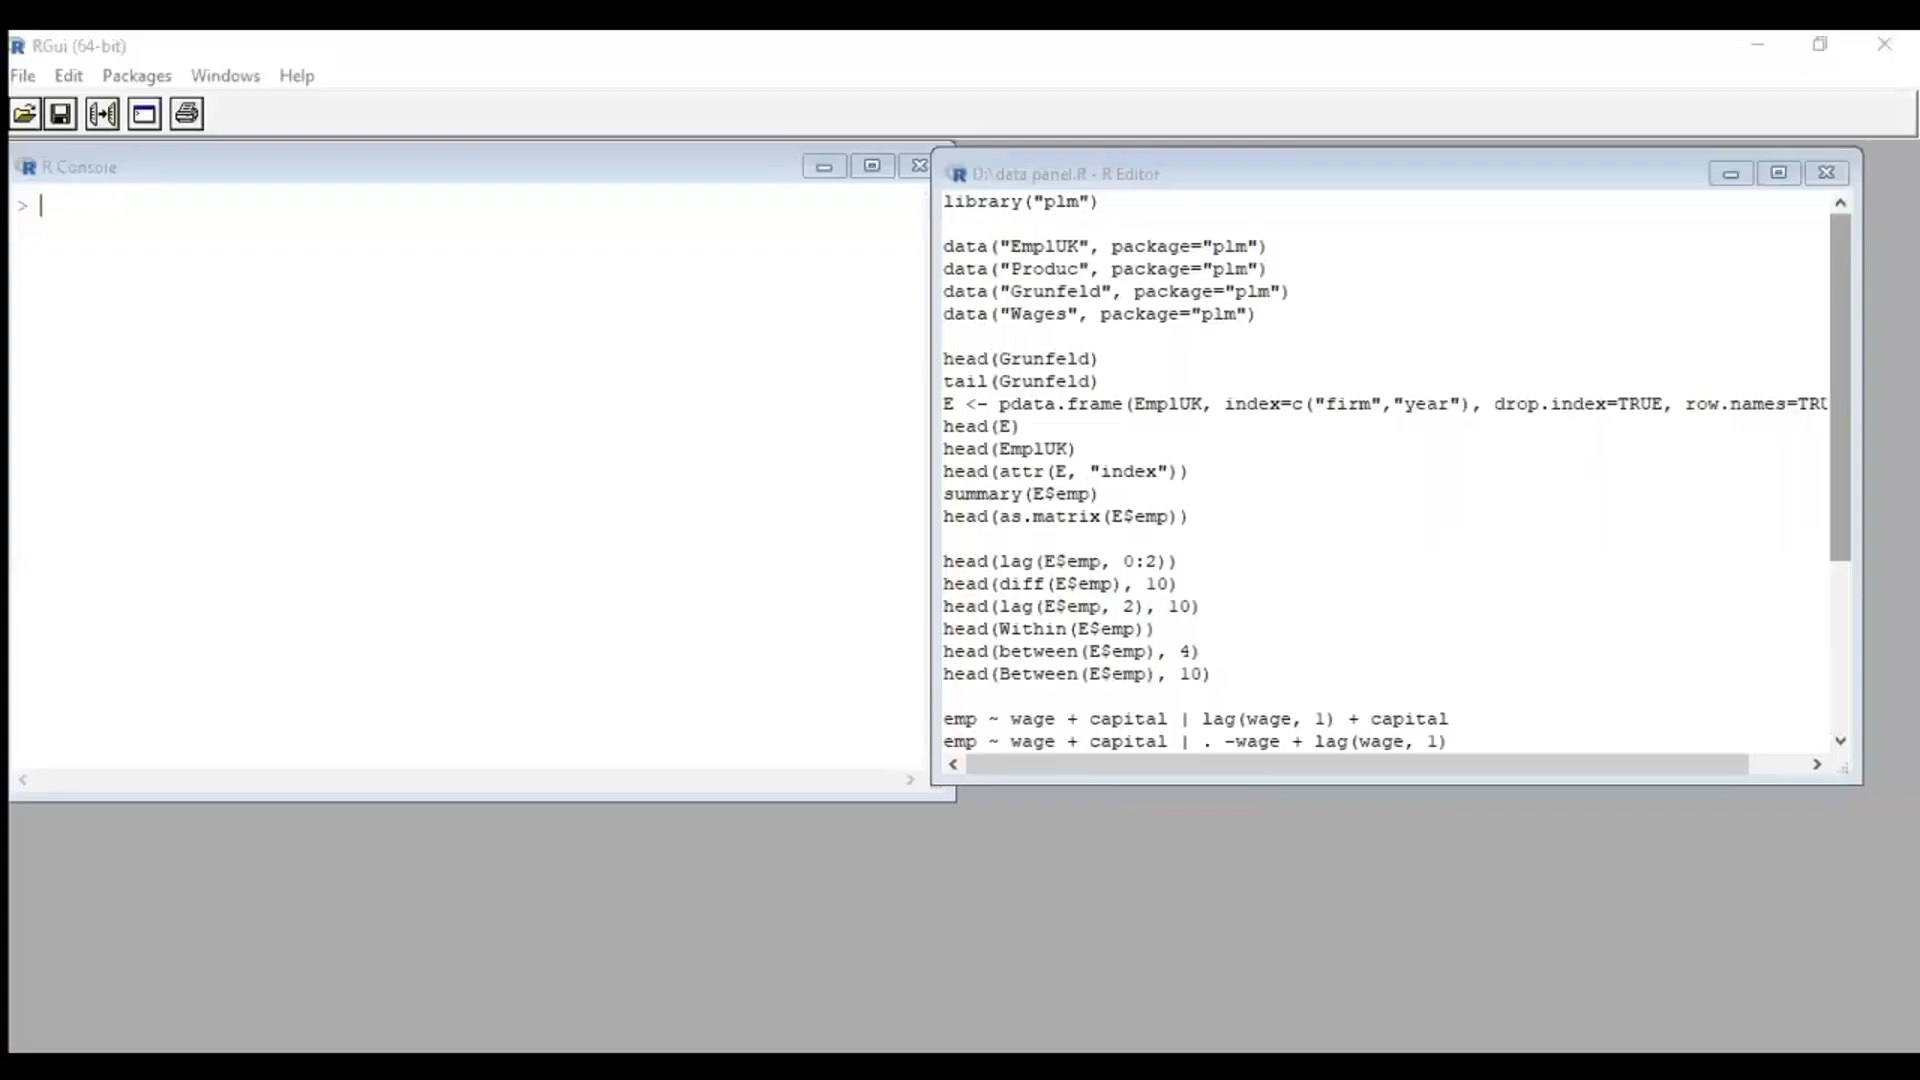 RGui (64-bit)
File Edit Packages Windows Help
R Console
>
D:\data panel.R - R Editor
library("plm")
data("EmplUK", package="plm")
data("Produc", package="plm")
data("Grunfeld", package="plm")
data("Wages", package="plm")
head(Grunfeld)
tail(Grunfeld)
E <- pdata.frame(EmplUK, index=c("firm","year"), drop.index=TRUE, row.names=TRU
head(E)
head(EmplUK)
head(attr(E, "index"))
summary(E$emp)
head(as.matrix(E$emp))
head(lag(E$emp, 0:2))
head(diff(E$emp), 10)
head(lag(E$emp, 2), 10)
head(Within(E$emp))
head(between(E$emp), 4)
head(Between(E$emp), 10)
emp ~ wage + capital | lag(wage, 1) + capital
emp ~ wage + capital | . -wage + lag(wage, 1)